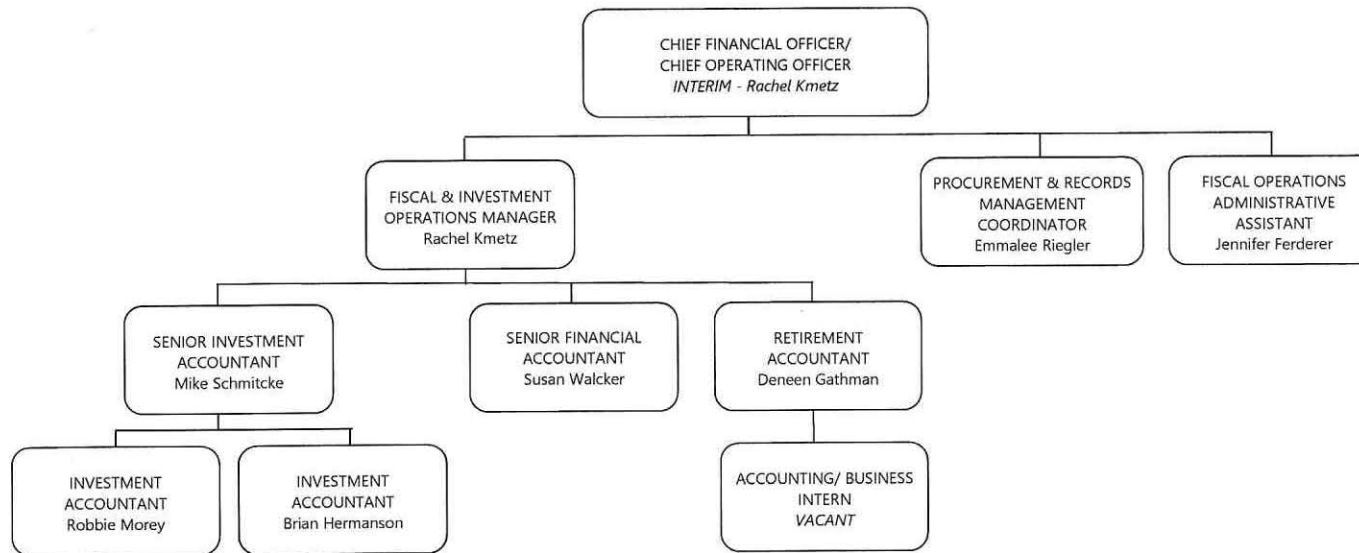 CHIEF FINANCIAL OFFICER/
CHIEF OPERATING OFFICER
INTERIM - Rachel Kmetz
FISCAL & INVESTMENT
OPERATIONS MANAGER
Rachel Kmetz
PROCUREMENT & RECORDS
MANAGEMENT
COORDINATOR
Emmalee Riegler
FISCAL OPERATIONS
ADMINISTRATIVE
ASSISTANT
Jennifer Ferderer
SENIOR INVESTMENT
ACCOUNTANT
Mike Schmitcke
SENIOR FINANCIAL
ACCOUNTANT
Susan Walcker
RETIREMENT
ACCOUNTANT
Deneen Gathman
INVESTMENT
ACCOUNTANT
Robbie Morey
INVESTMENT
ACCOUNTANT
Brian Hermanson
ACCOUNTING/ BUSINESS
INTERN
VACANT